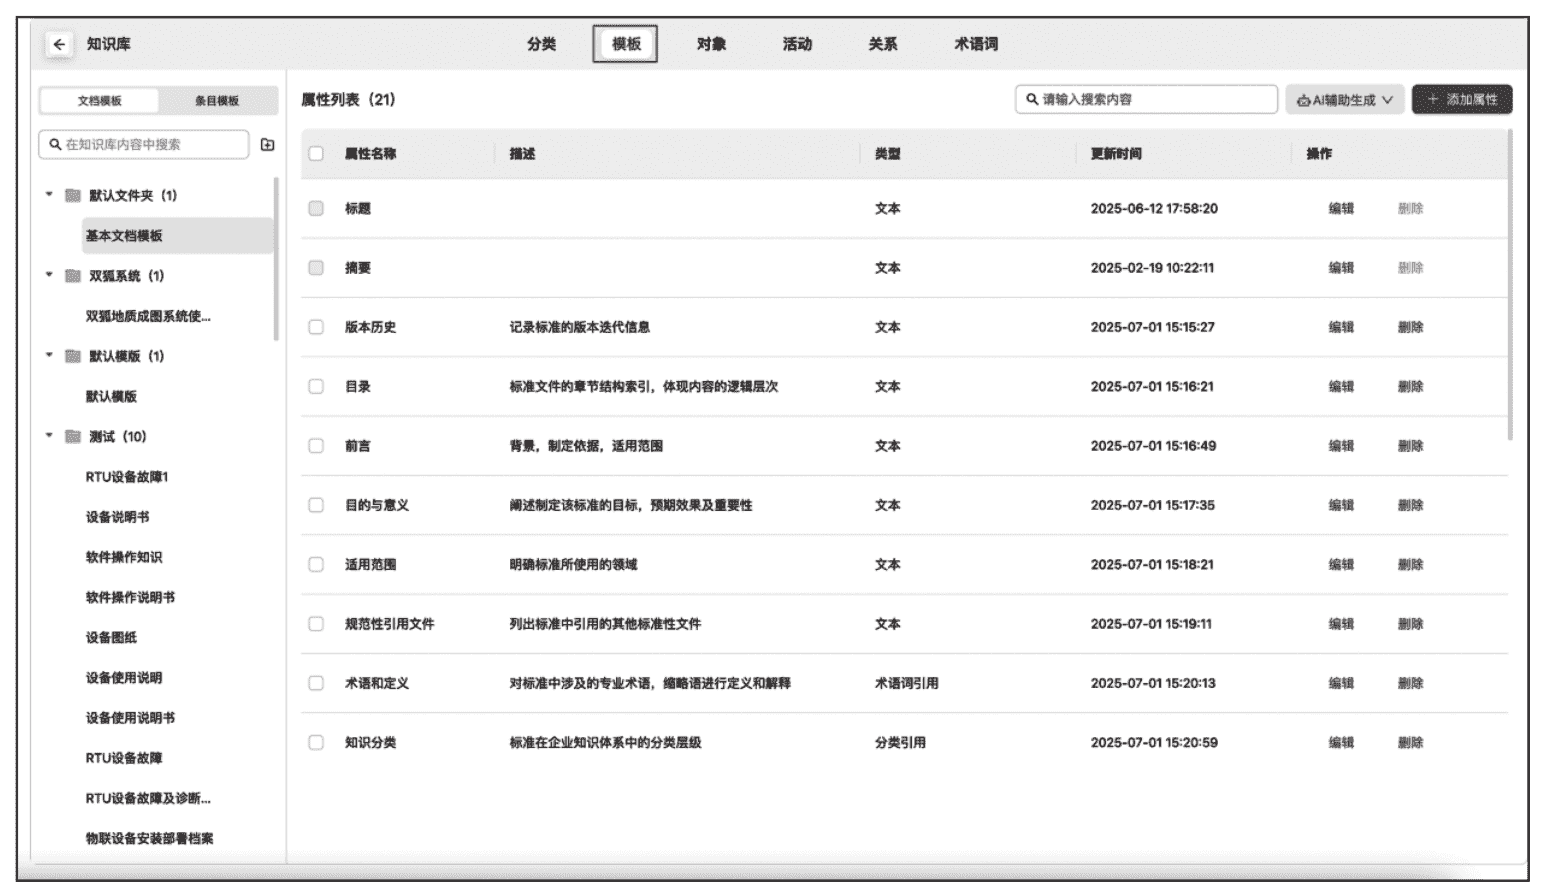 知识库
分类 模板 对象 活动 关系 术语词
文档模板 条目模板
在知识库内容中搜索
默认文件夹（1）
基本文档模板
双狐系统（1）
双狐地质成图系统使...
默认模版（1）
默认模版
测试（10）
RTU设备故障1
设备说明书
软件操作知识
软件操作说明书
设备图纸
设备使用说明
设备使用说明书
RTU设备故障
RTU设备故障及诊断...
物联设备安装部署档案
属性列表（21）
请输入搜索内容
AI辅助生成
＋ 添加属性
属性名称 描述 类型 更新时间 操作
标题 文本 2025-06-12 17:58:20 编辑 删除
摘要 文本 2025-02-19 10:22:11 编辑 删除
版本历史 记录标准的版本迭代信息 文本 2025-07-01 15:15:27 编辑 删除
目录 标准文件的章节结构索引，体现内容的逻辑层次 文本 2025-07-01 15:16:21 编辑 删除
前言 背景，制定依据，适用范围 文本 2025-07-01 15:16:49 编辑 删除
目的与意义 阐述制定该标准的目标，预期效果及重要性 文本 2025-07-01 15:17:35 编辑 删除
适用范围 明确标准所使用的领域 文本 2025-07-01 15:18:21 编辑 删除
规范性引用文件 列出标准中引用的其他标准性文件 文本 2025-07-01 15:19:11 编辑 删除
术语和定义 对标准中涉及的专业术语，缩略语进行定义和解释 术语词引用 2025-07-01 15:20:13 编辑 删除
知识分类 标准在企业知识体系中的分类层级 分类引用 2025-07-01 15:20:59 编辑 删除